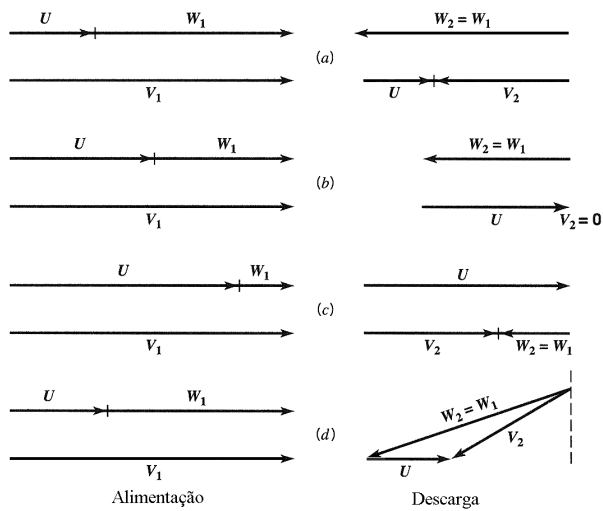 U W₁ W₂ = W₁
(a)
V₁ U V₂
U W₁ W₂ = W₁
(b)
V₁ U V₂ = 0
U W₁ U
(c)
V₁ V₂ W₂ = W₁
U W₁ W₂ = W₁
(d) V₂
V₁ U
Alimentação Descarga